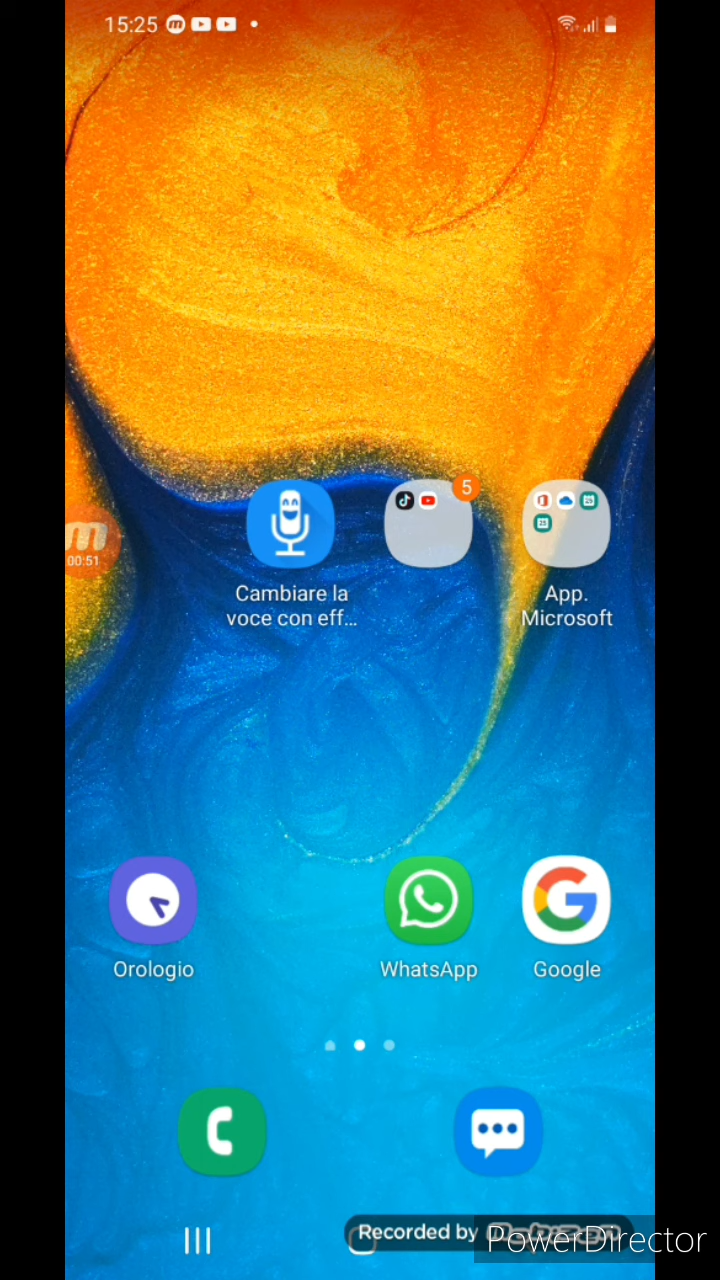 15:25
5
00:51
Cambiare la
voce con eff...
App.
Microsoft
Orologio
WhatsApp
Google
Recorded by
PowerDirector